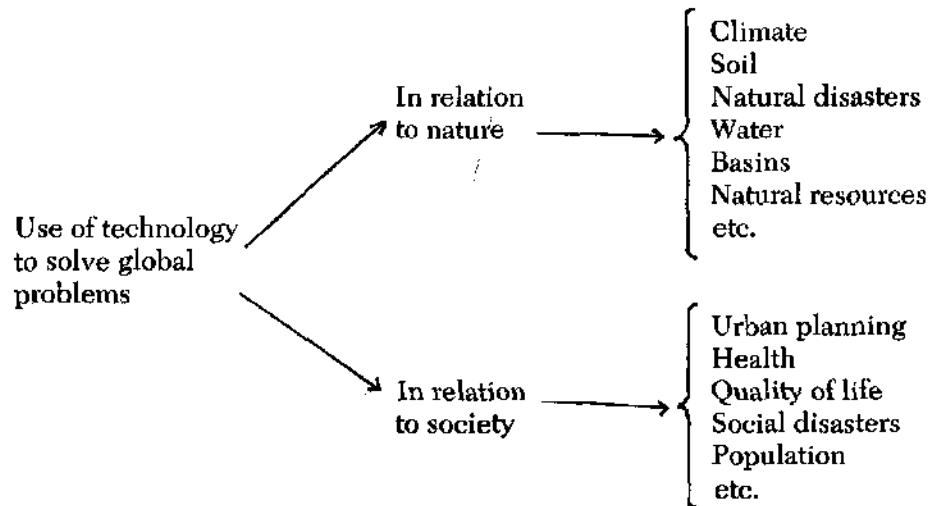 Use of technology
to solve global
problems
In relation
to nature
Climate
Soil
Natural disasters
Water
Basins
Natural resources
etc.
In relation
to society
Urban planning
Health
Quality of life
Social disasters
Population
etc.